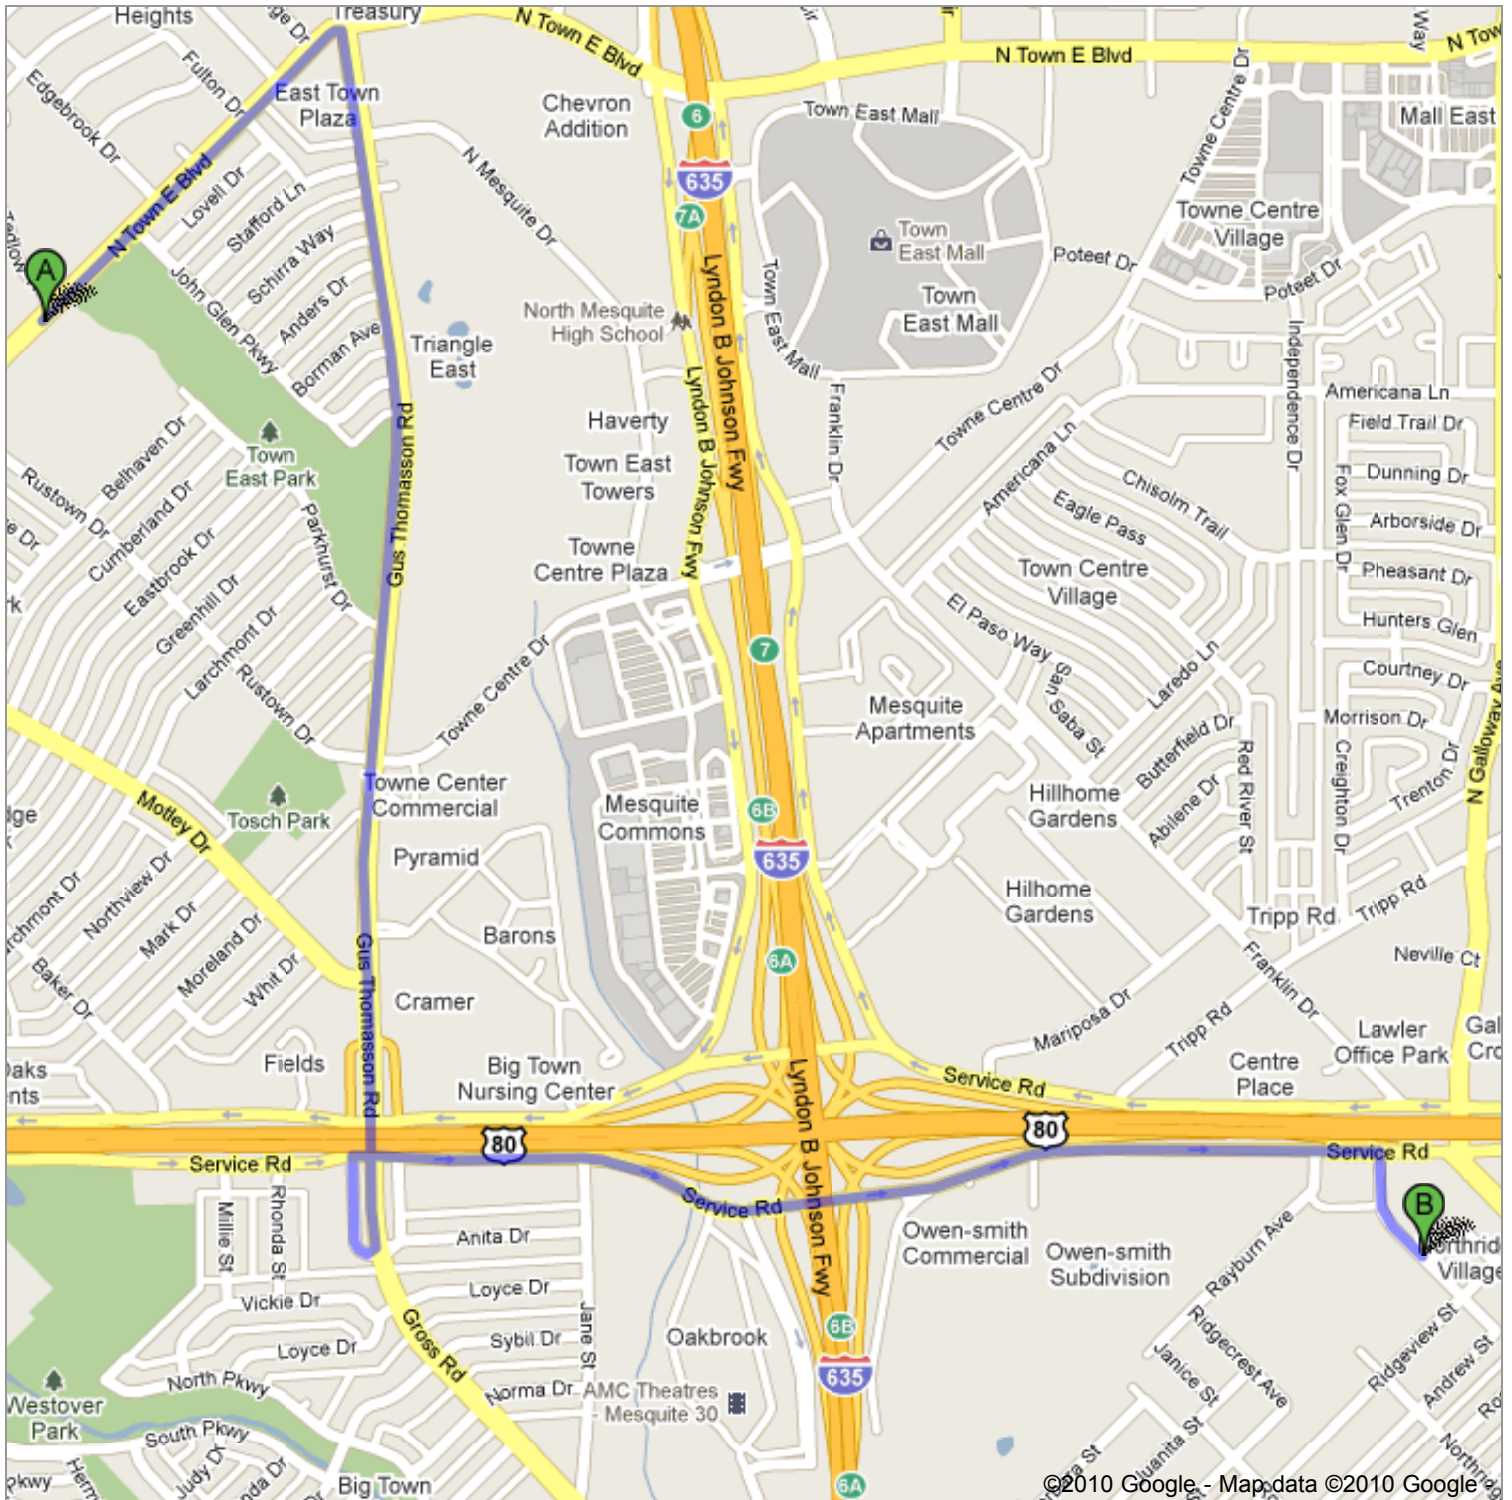 Heights
Treasury
N Town E Blvd
N Town E Blvd
Way
Fulton Dr
Edgebrook Dr
East Town
Plaza
Chevron
Addition
6
Town East Mall
Towne Centre Dr
Mall East
N Town E Blvd
Lovell Dr
Stafford Ln
N Mesquite Dr
635
7A
Town
East Mall
Poteet Dr
Towne Centre
Village
Poteet Dr
A
John Glen Pkwy
Schirra Way
Anders Dr
Borman Ave
Triangle
East
North Mesquite
High School
Lyndon B Johnson Fwy
Town East Mall
Town
East Mall
Independence Dr
Lyndon B Johnson Fwy
Franklin Dr
Towne Centre Dr
Americana Ln
Field Trail Dr
Gus Thomasson Rd
Haverty
Town East
Towers
Americana Ln
Chisolm Trail
Fox Glen Dr
Dunning Dr
Belhaven Dr
Town
East Park
Rustown Dr
Cumberland Dr
Parkhurst Dr
Eagle Pass
Arborside Dr
Eastbrook Dr
Greenhill Dr
Larchmont Dr
Towne
Centre Plaza
Town Centre
Village
Pheasant Dr
El Paso Way
Hunters Glen
Rustown Dr
Towne Centre Dr
7
San Saba St
Laredo Ln
Courtney Dr
Mesquite
Apartments
Butterfield Dr
Morrison Dr
N Galloway Ave
Towne Center
Commercial
Motley Dr
Tosch Park
Mesquite
Commons
6B
Hillhome
Gardens
Abilene Dr
Red River St
Creighton Dr
Trenton Dr
Pyramid
635
Northview Dr
Mark Dr
Moreland Dr
Whit Dr
Baker Dr
Barons
Hilhome
Gardens
Tripp Rd
Tripp Rd
6A
Franklin Dr
Neville Ct
Gus Thomasson Rd
Cramer
Mariposa Dr
Tripp Rd
Lawler
Office Park
Fields
Big Town
Nursing Center
Lyndon B Johnson Fwy
Service Rd
Centre
Place
80
80
Service Rd
Service Rd
Service Rd
Millie St
Rhonda St
Anita Dr
Owen-smith
Commercial
Owen-smith
Subdivision
Rayburn Ave
B
Village
Vickie Dr
Loyce Dr
Loyce Dr
Sybil Dr
Jane St
Gross Rd
Oakbrook
6B
635
Ridgecrest Ave
Janice St
Ridgeview St
Andrew St
North Pkwy
Norma Dr
AMC Theatres
- Mesquite 30
Westover
Park
South Pkwy
Judy Dr
Juanita St
Big Town
6A
©2010 Google - Map data ©2010 Google